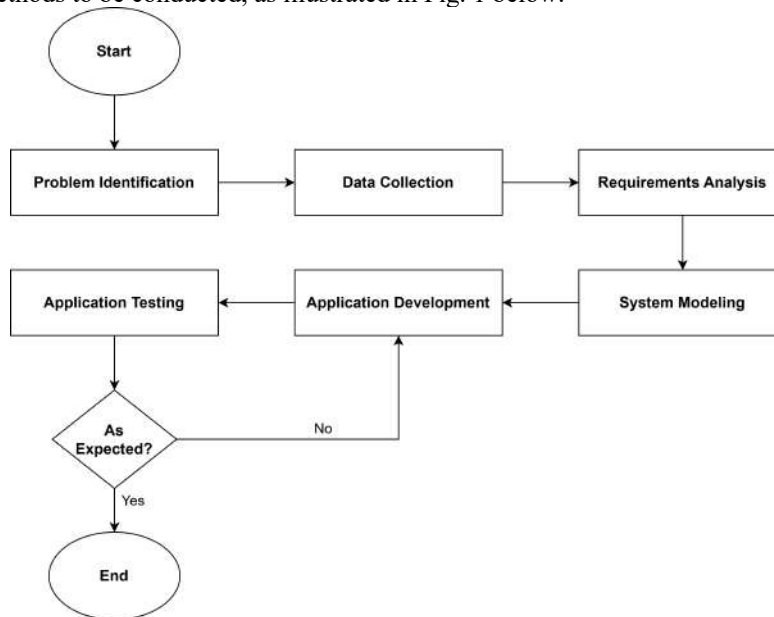 to be conducted, as illustrated in Fig. 1 below.
Start
Problem Identification
Data Collection
Requirements Analysis
Application Testing
Application Development
System Modeling
As
Expected?
No
Yes
End